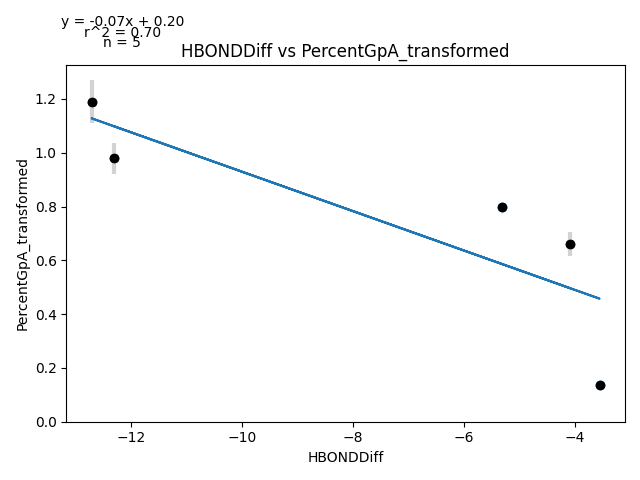 y = -0.07x + 0.20
r^2 = 0.70
n = 5
HBONDDiff vs PercentGpA_transformed
PercentGpA_transformed
1.2
1.0
0.8
0.6
0.4
0.2
0.0
−12
−10
−8
−6
−4
HBONDDiff